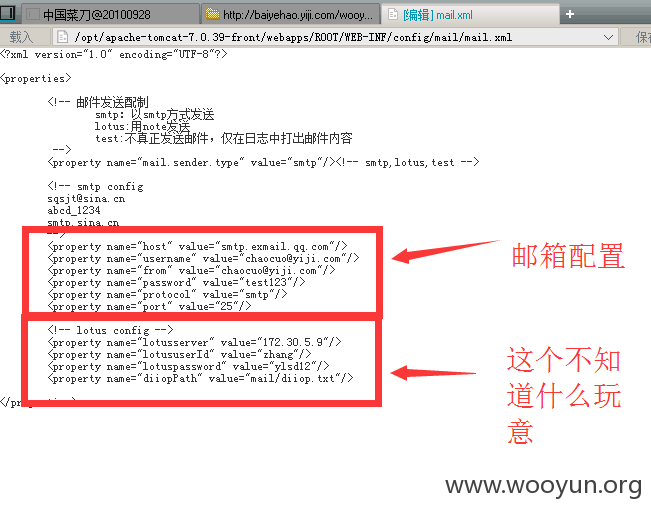 中国菜刀@20100928
http://baiyehao.yiji.com/wooy...
[编辑] mail.xml
载入
/opt/apache-tomcat-7.0.39-front/webapps/ROOT/WEB-INF/config/mail/mail.xml
保存
<?xml version="1.0" encoding="UTF-8"?>
<properties>
<!-- 邮件发送配制
smtp: 以smtp方式发送
lotus:用note发送
test:不真正发送邮件，仅在日志中打出邮件内容
-->
<property name="mail.sender.type" value="smtp"/><!-- smtp,lotus,test -->
<!-- smtp config
sqsjt@sina.cn
abcd_1234
smtp.sina.cn
-->
<property name="host" value="smtp.exmail.qq.com"/>
<property name="username" value="chaocuo@yiji.com"/>
<property name="from" value="chaocuo@yiji.com"/>
<property name="password" value="test123"/>
<property name="protocol" value="smtp"/>
<property name="port" value="25"/>
邮箱配置
<!-- lotus config -->
<property name="lotusserver" value="172.30.5.9"/>
<property name="lotususerId" value="zhang"/>
<property name="lotuspassword" value="ylsd12"/>
<property name="diiopPath" value="mail/diiop.txt"/>
这个不知
道什么玩
意
</properties>
www.wooyun.org